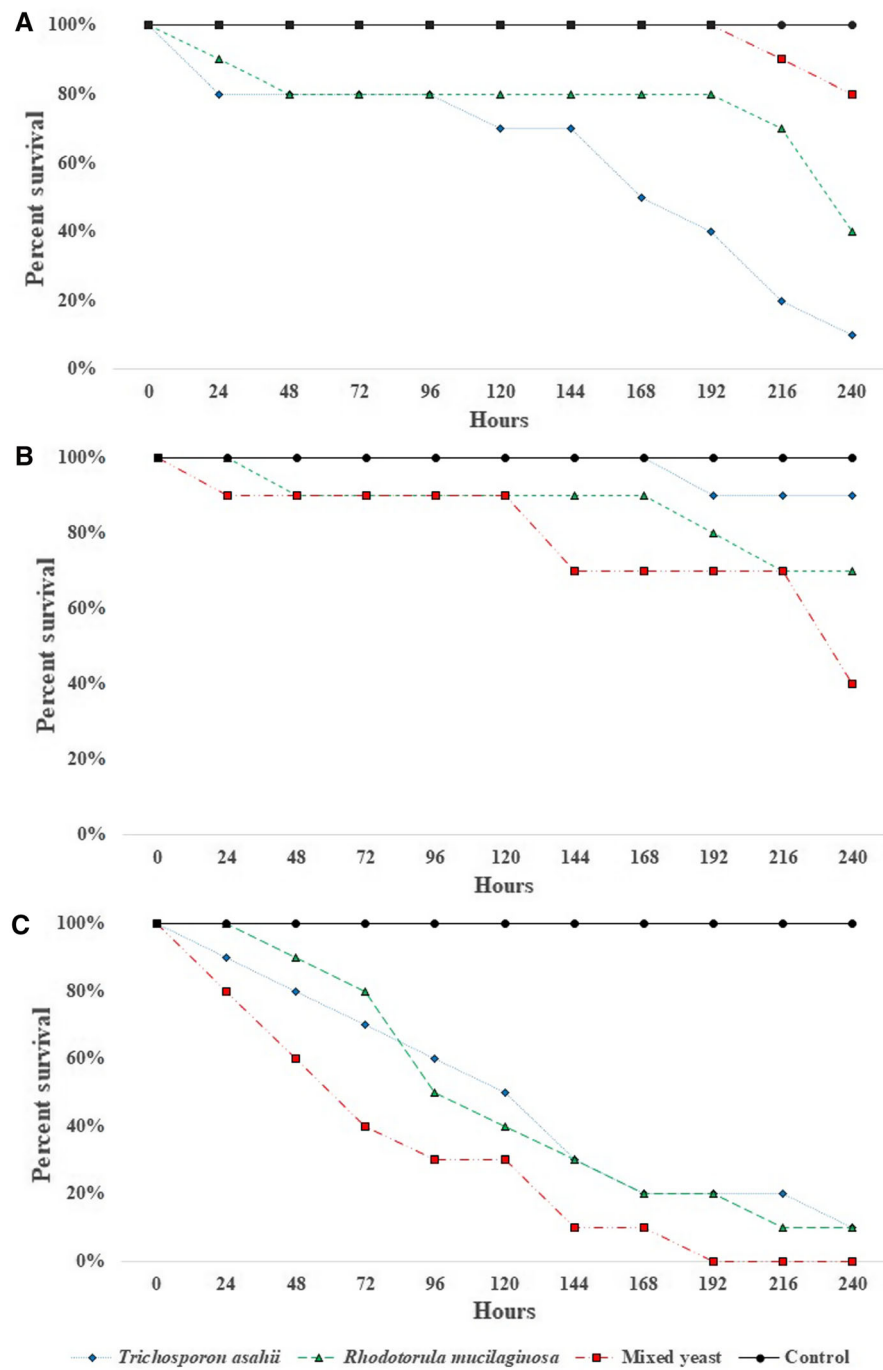 A
100%
80%
60%
40%
20%
0%
Percent survival
0 24 48 72 96 120 144 168 192 216 240
Hours
B
100%
80%
60%
40%
20%
0%
Percent survival
0 24 48 72 96 120 144 168 192 216 240
Hours
C
100%
80%
60%
40%
20%
0%
Percent survival
0 24 48 72 96 120 144 168 192 216 240
Hours
Trichosporon asahii Rhodotorula mucilaginosa Mixed yeast Control